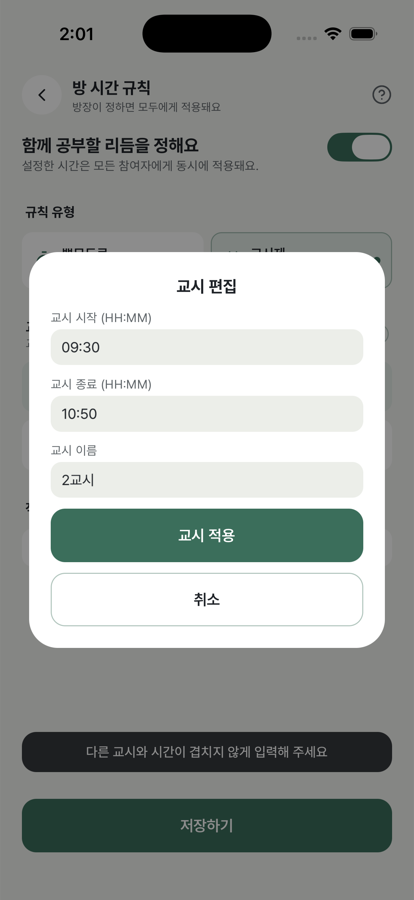 2:01
방 시간 규칙
방장이 정하면 모두에게 적용돼요
함께 공부할 리듬을 정해요
설정한 시간은 모든 참여자에게 동시에 적용돼요.
규칙 유형
교시 편집
교시 시작 (HH:MM)
09:30
교시 종료 (HH:MM)
10:50
교시 이름
2교시
교시 적용
취소
다른 교시와 시간이 겹치지 않게 입력해 주세요
저장하기